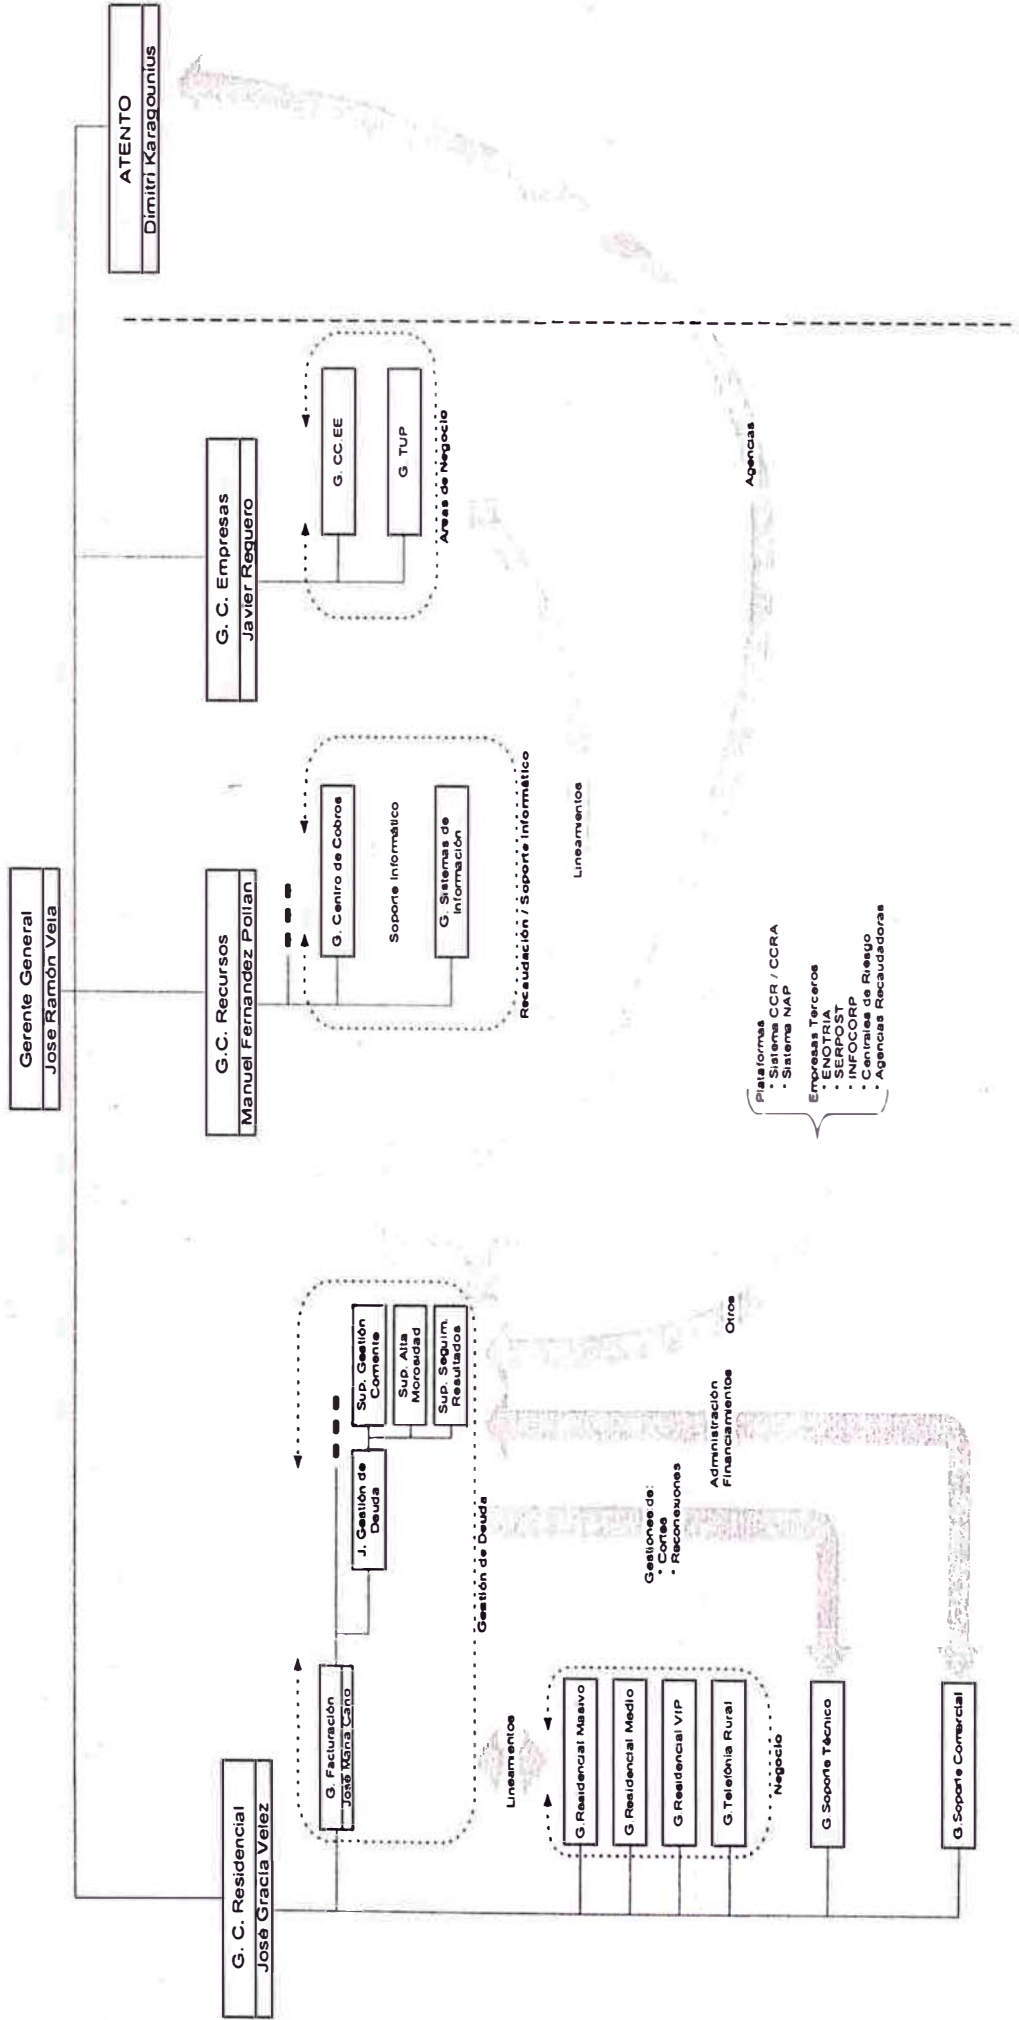 Gerente General
Jose Ramón Vela
G. C. Residencial
José Gracia Velez
G.C. Recursos
Manuel Fernandez Pollan
G. C. Empresas
Javier Reguero
ATENTO
Dimitri Karagounius
G. Facturación
José Maria Cano
J. Gestión de
Deuda
Sup. Gestión
Corriente
Sup. Alta
Morosidad
Sup. Seguim.
Resultados
Gestión de Deuda
G. Centro de Cobros
Soporte Informático
G. Sistemas de
Información
Recaudación / Soporte Informático
G. CC.EE
G. TUP
Areas de Negocio
Lineamientos
Lineamientos
G.Residencial Masivo
G.Residencial Medio
G.Residencial VIP
G.Telefónia Rural
Negocio
G.Soporte Técnico
G.Soporte Comercial
Gestiones de:
• Cortes
• Reconexiones
Administración
Financiamientos
Otros
Agencias
Plataformas
• Sistema CCR / CCRA
• Sistema NAP
Empresas Terceros
• ENOTRIA
• SERPOST
• INFOCORP
• Centrales de Riesgo
• Agencias Recaudadoras